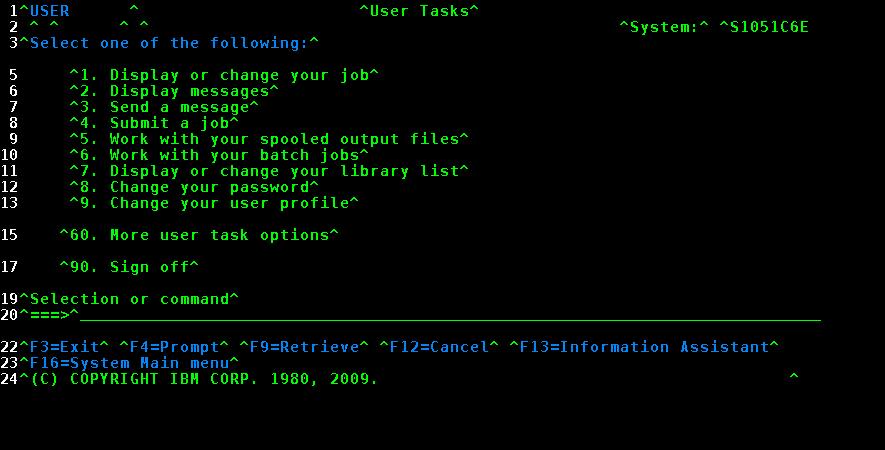 1^USER ^ ^User Tasks^
2 ^ ^ ^ ^ ^System:^ ^S1051C6E
3^Select one of the following:^
5 ^1. Display or change your job^
6 ^2. Display messages^
7 ^3. Send a message^
8 ^4. Submit a job^
9 ^5. Work with your spooled output files^
10 ^6. Work with your batch jobs^
11 ^7. Display or change your library list^
12 ^8. Change your password^
13 ^9. Change your user profile^
15 ^60. More user task options^
17 ^90. Sign off^
19^Selection or command^
20^===>^__________________________________________________________________________
22^F3=Exit^ ^F4=Prompt^ ^F9=Retrieve^ ^F12=Cancel^ ^F13=Information Assistant^
23^F16=System Main menu^
24^(C) COPYRIGHT IBM CORP. 1980, 2009. ^